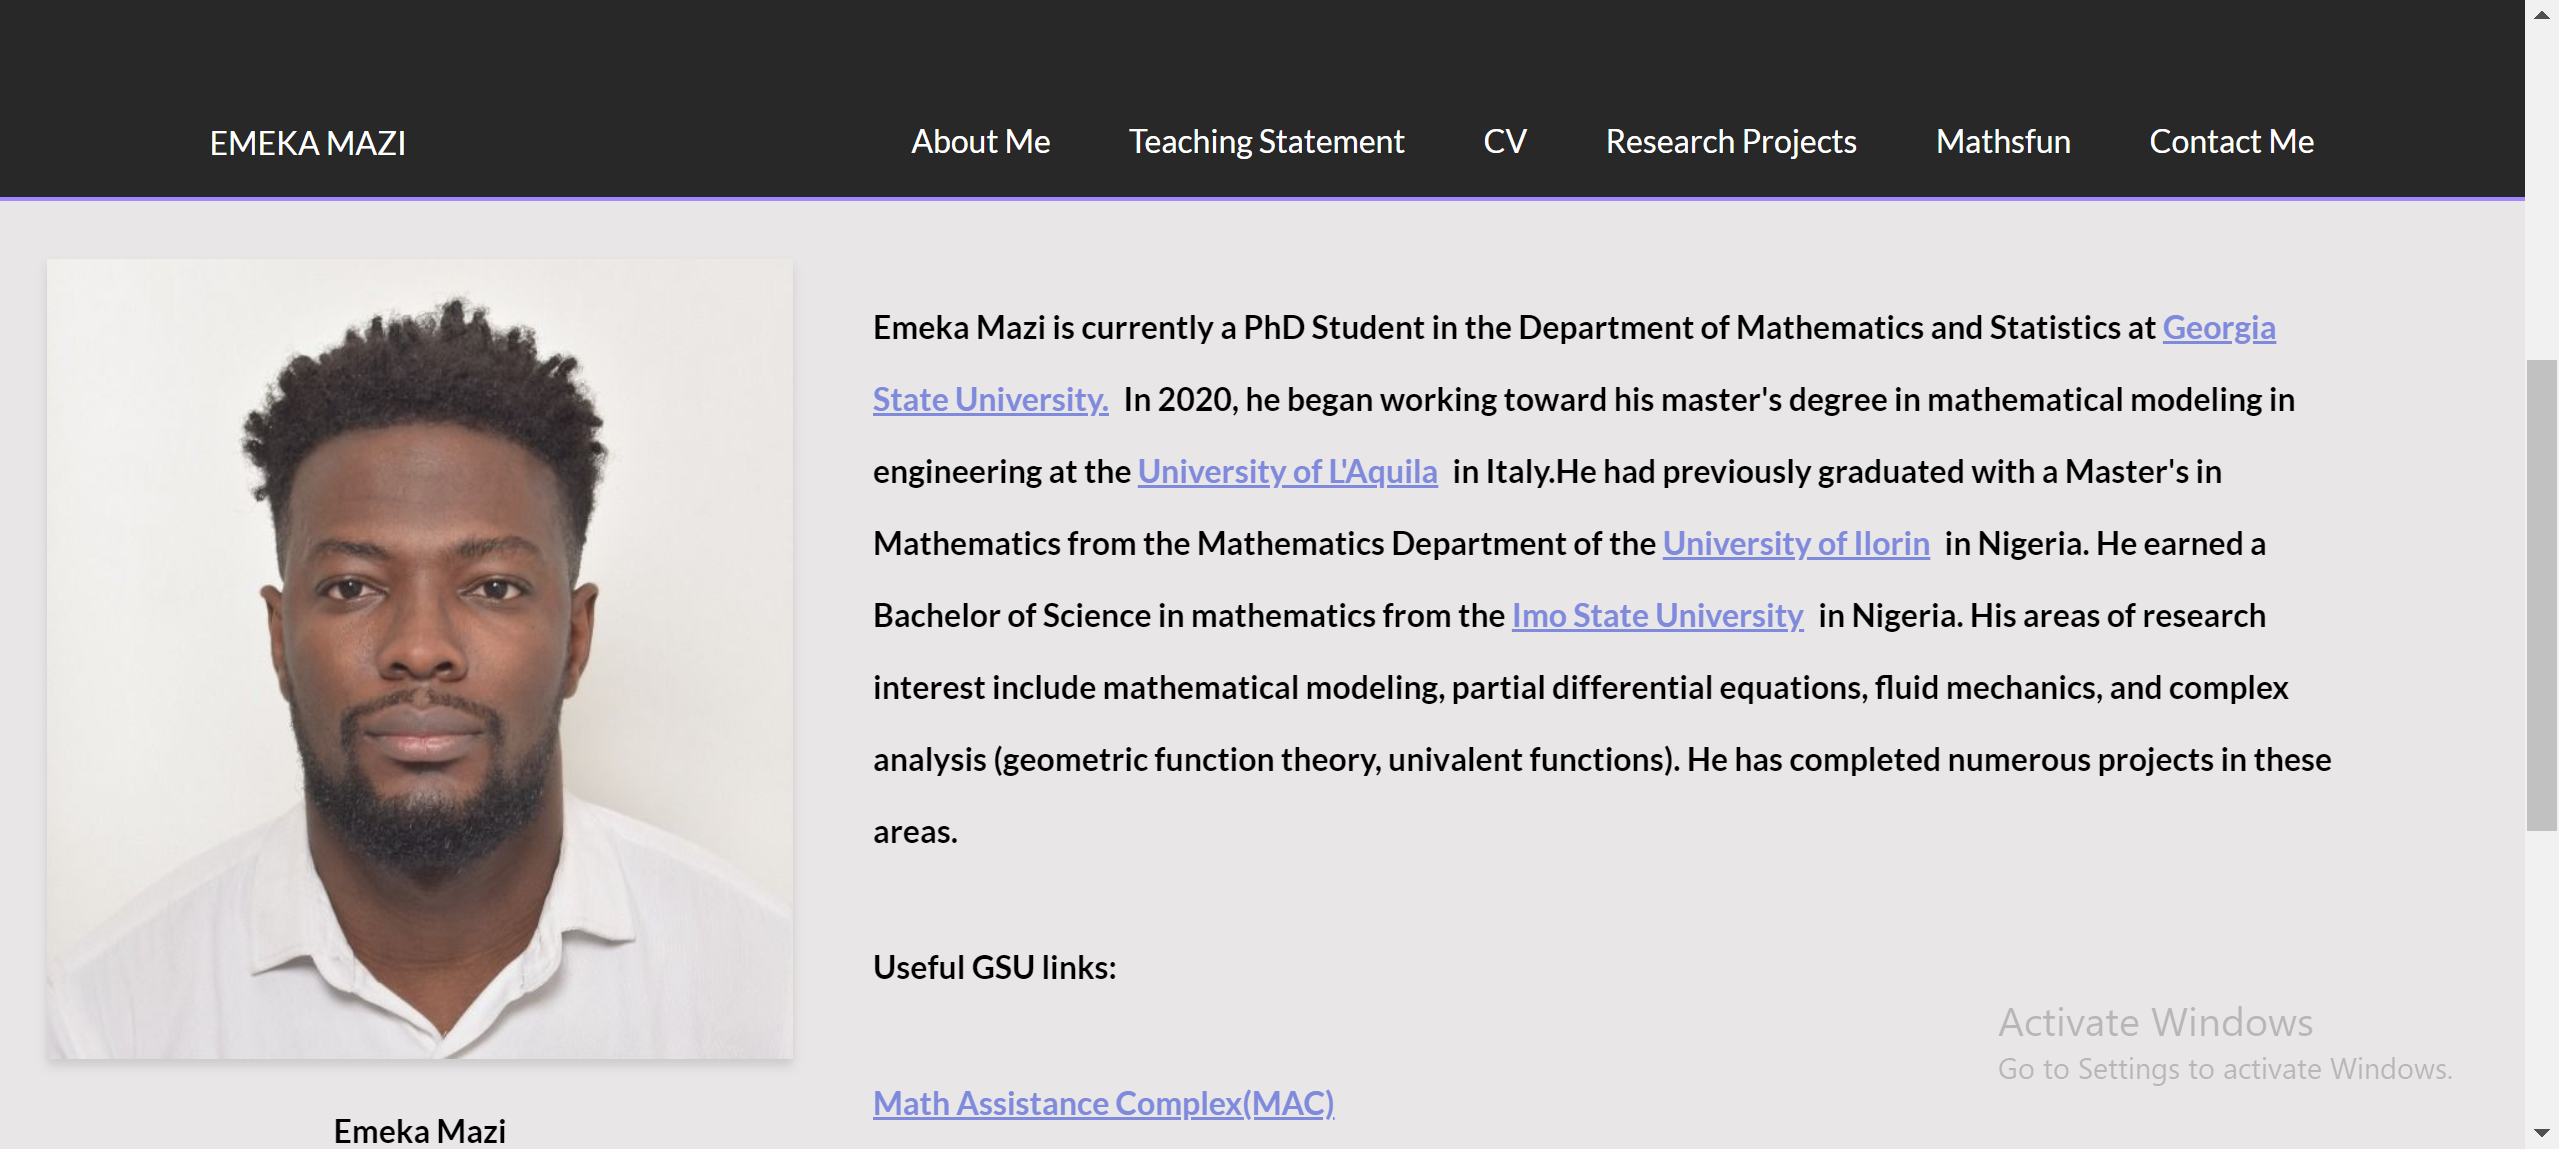 EMEKA MAZI
About Me
Teaching Statement
CV
Research Projects
Mathsfun
Contact Me
Emeka Mazi is currently a PhD Student in the Department of Mathematics and Statistics at Georgia
State University. In 2020, he began working toward his master's degree in mathematical modeling in
engineering at the University of L'Aquila in Italy.He had previously graduated with a Master's in
Mathematics from the Mathematics Department of the University of Ilorin in Nigeria. He earned a
Bachelor of Science in mathematics from the Imo State University in Nigeria. His areas of research
interest include mathematical modeling, partial differential equations, fluid mechanics, and complex
analysis (geometric function theory, univalent functions). He has completed numerous projects in these
areas.
Useful GSU links:
Math Assistance Complex(MAC)
Emeka Mazi
Activate Windows
Go to Settings to activate Windows.